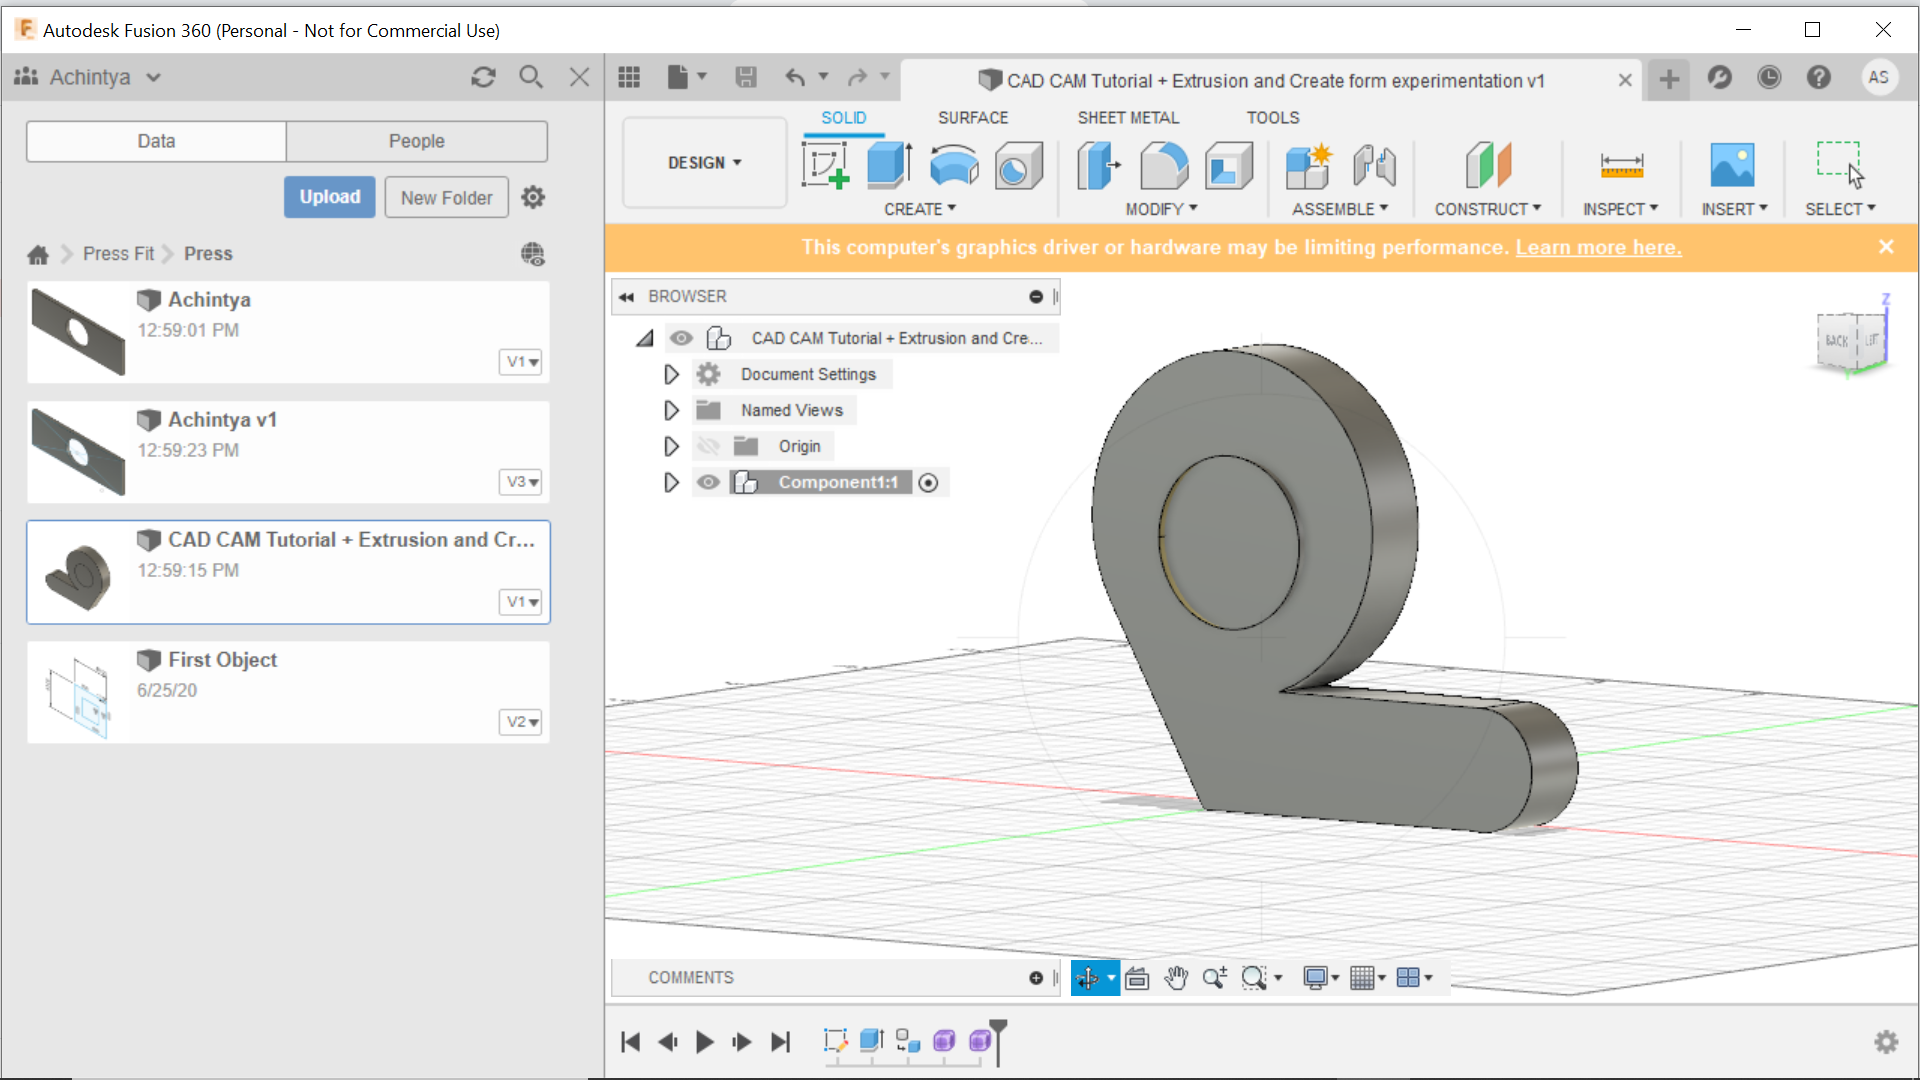 Autodesk Fusion 360 (Personal - Not for Commercial Use)
Achintya
CAD CAM Tutorial + Extrusion and Create form experimentation v1
AS
Data
People
Upload
New Folder
Press Fit
Press
Achintya
12:59:01 PM
V1
Achintya v1
12:59:23 PM
V3
CAD CAM Tutorial + Extrusion and Cr...
12:59:15 PM
V1
First Object
6/25/20
V2
DESIGN
SOLID
SURFACE
SHEET METAL
TOOLS
CREATE
MODIFY
ASSEMBLE
CONSTRUCT
INSPECT
INSERT
SELECT
This computer's graphics driver or hardware may be limiting performance. Learn more here.
BROWSER
CAD CAM Tutorial + Extrusion and Cre...
Document Settings
Named Views
Origin
Component1:1
Z
BACK
LEFT
COMMENTS